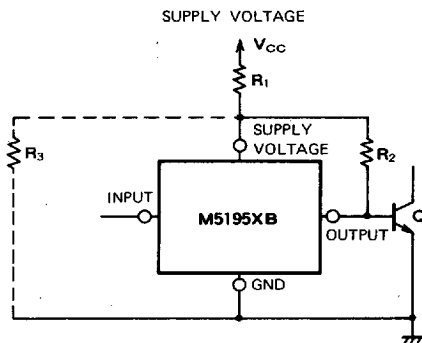 SUPPLY VOLTAGE
VCC
R1
SUPPLY
VOLTAGE
R3
R2
INPUT
M5195XB
OUTPUT
Q
GND